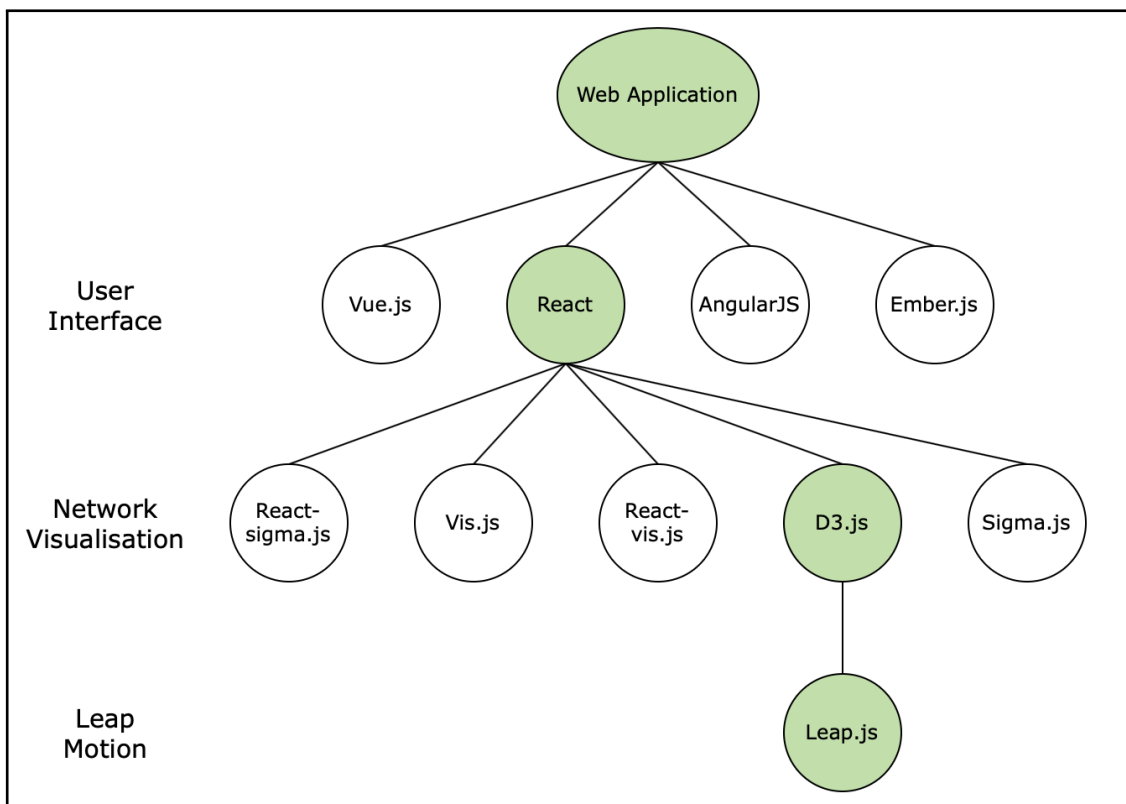 Web Application
User
Interface
Vue.js
React
AngularJS
Ember.js
Network
Visualisation
React-
sigma.js
Vis.js
React-
vis.js
D3.js
Sigma.js
Leap
Motion
Leap.js